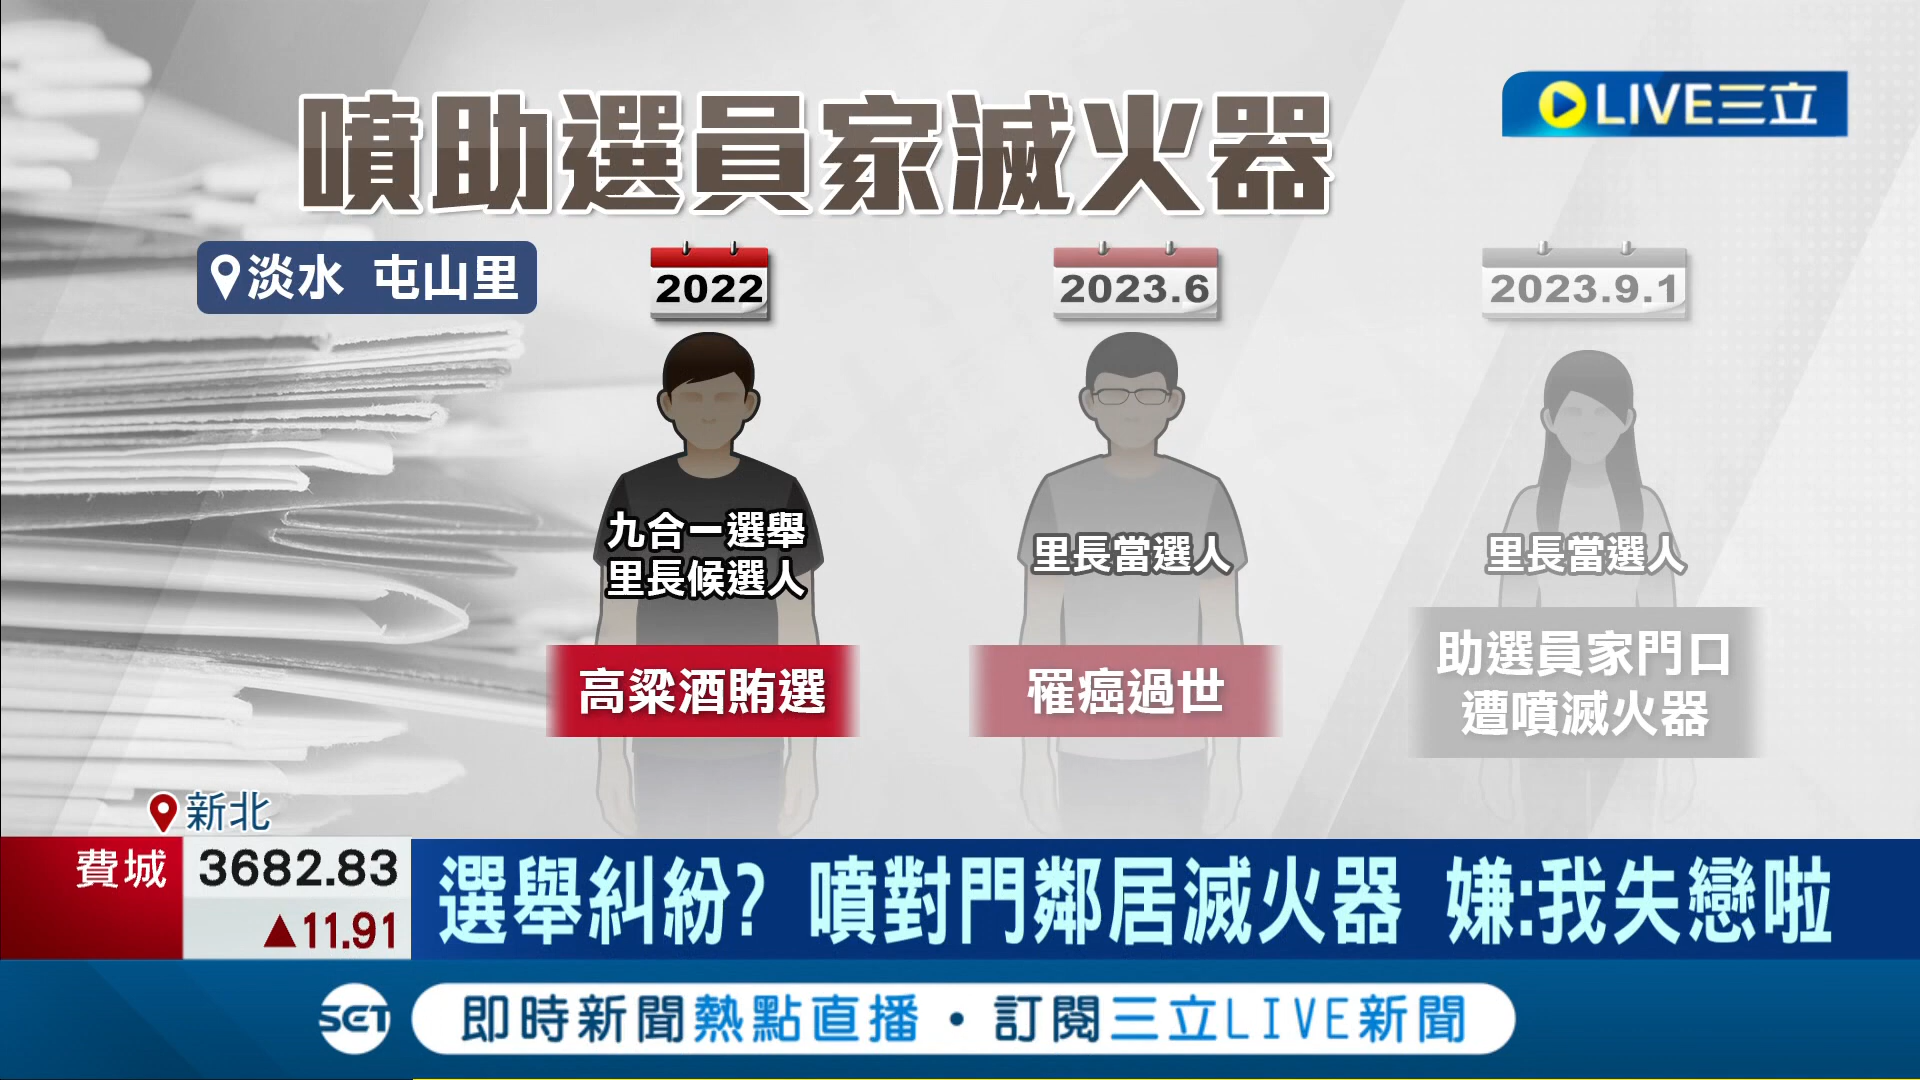 噴助選員家滅火器
LIVE三立
淡水 屯山里
2022
2023.6
2023.9.1
九合一選舉
里長候選人
里長當選人
里長當選人
高粱酒賄選
罹癌過世
助選員家門口
遭噴滅火器
新北
費城
3682.83
▲11.91
選舉糾紛? 噴對門鄰居滅火器 嫌:我失戀啦
SET
即時新聞熱點直播・訂閱三立LIVE新聞